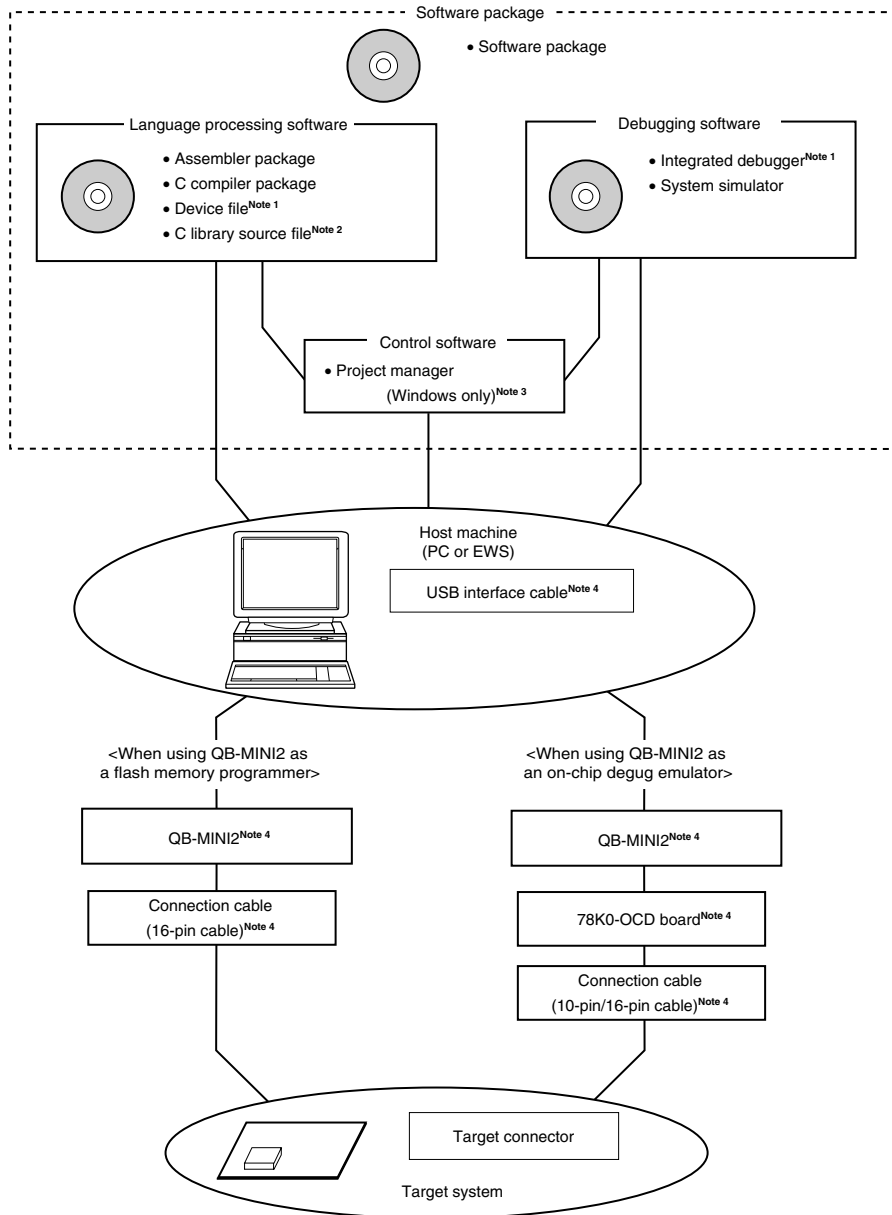 Software package
• Software package
Language processing software
• Assembler package
• C compiler package
• Device fileNote 1
• C library source fileNote 2
Debugging software
• Integrated debuggerNote 1
• System simulator
Control software
• Project manager
(Windows only)Note 3
Host machine
(PC or EWS)
USB interface cableNote 4
<When using QB-MINI2 as
a flash memory programmer>
QB-MINI2Note 4
Connection cable
(16-pin cable)Note 4
<When using QB-MINI2 as
an on-chip degug emulator>
QB-MINI2Note 4
78K0-OCD boardNote 4
Connection cable
(10-pin/16-pin cable)Note 4
Target connector
Target system